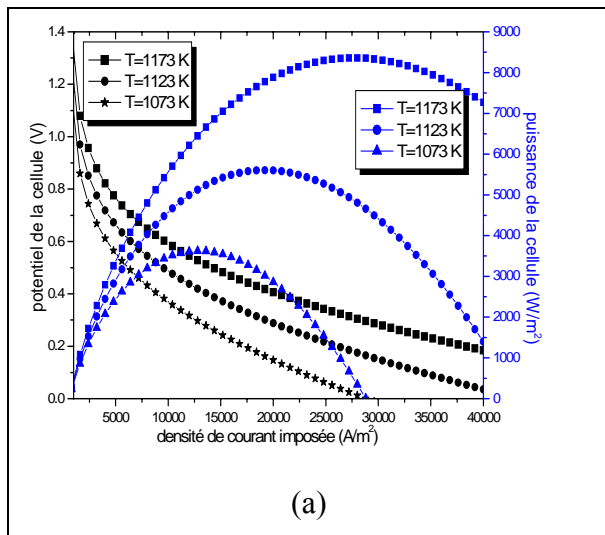 1.4
1.2
1.0
0.8
0.6
0.4
0.2
0.0
potentiel de la cellule (V)
T=1173 K
T=1123 K
T=1073 K
T=1173 K
T=1123 K
T=1073 K
9000
8000
7000
6000
5000
4000
3000
2000
1000
0
puissance de la cellule (W/m²)
5000 10000 15000 20000 25000 30000 35000 40000
densité de courant imposée (A/m²)
(a)